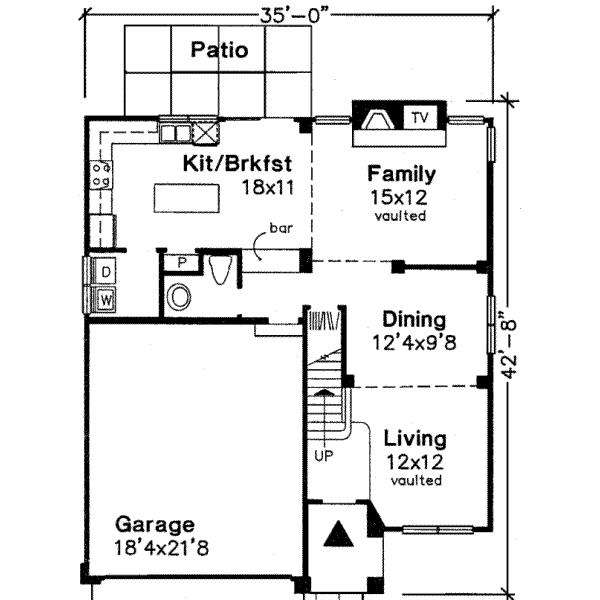 35'-0"
Patio
TV
Kit/Brkfst
18x11
Family
15x12
vaulted
bar
P
D
W
Dining
12'4x9'8
42'-8"
Living
12x12
vaulted
UP
Garage
18'4x21'8